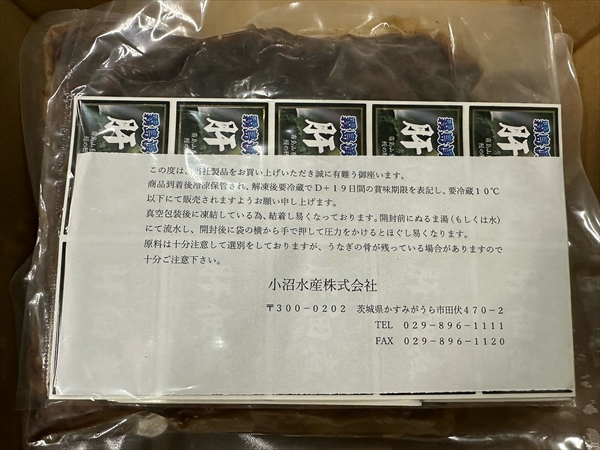 肝
肝
肝
肝
肝
この度は、当社製品をお買い上げいただき誠に有難う御座います。
商品到着後冷凍保管され、解凍後要冷蔵でD＋19日間の賞味期限を表記し、要冷蔵10℃
以下にて販売されますようお願い申し上げます。
真空包装後に凍結している為、結着し易くなっております。開封前にぬるま湯（もしくは水）
にて流水し、開封後に袋の横から手で押して圧力をかけるとほぐし易くなります。
原料は十分注意して選別をしておりますが、うなぎの骨が残っている場合がありますので
十分ご注意下さい。
小沼水産株式会社
〒300－0202　茨城県かすみがうら市田伏470－2
TEL　029－896－1111
FAX　029－896－1120